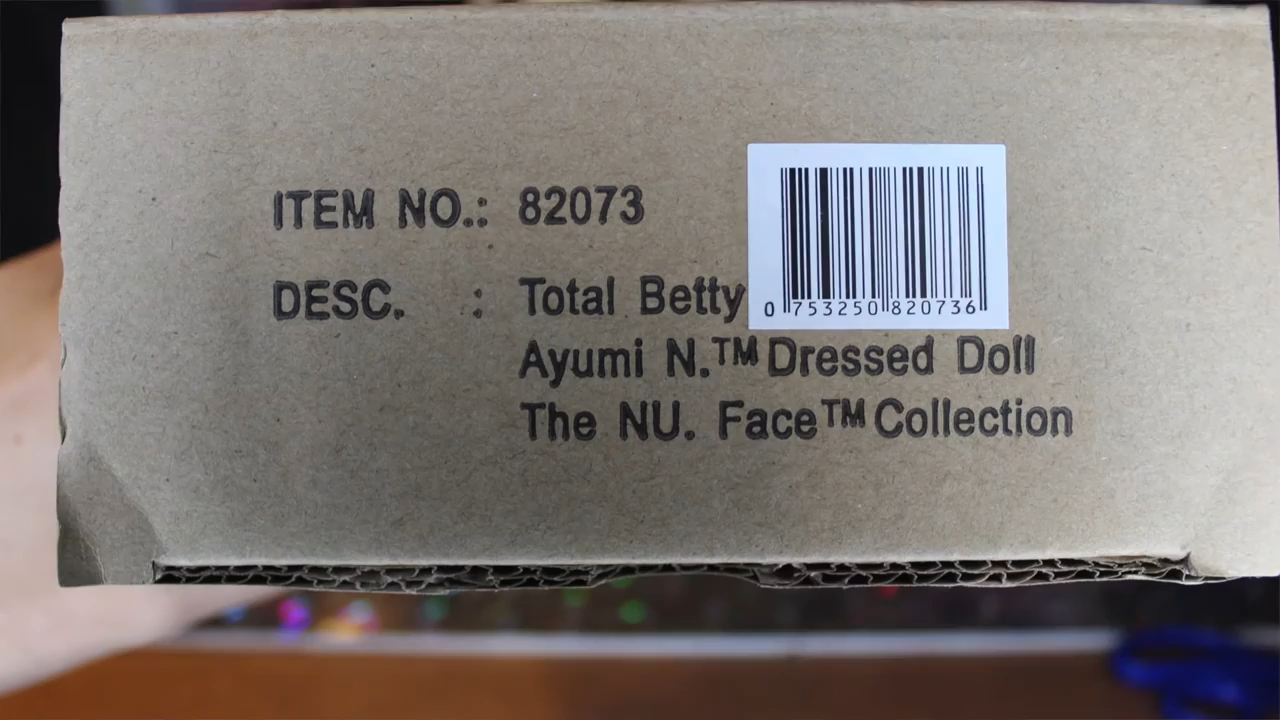 ITEM NO.: 82073
DESC. : Total Betty
Ayumi N.™ Dressed Doll
The NU. Face™ Collection
0 753250 820736